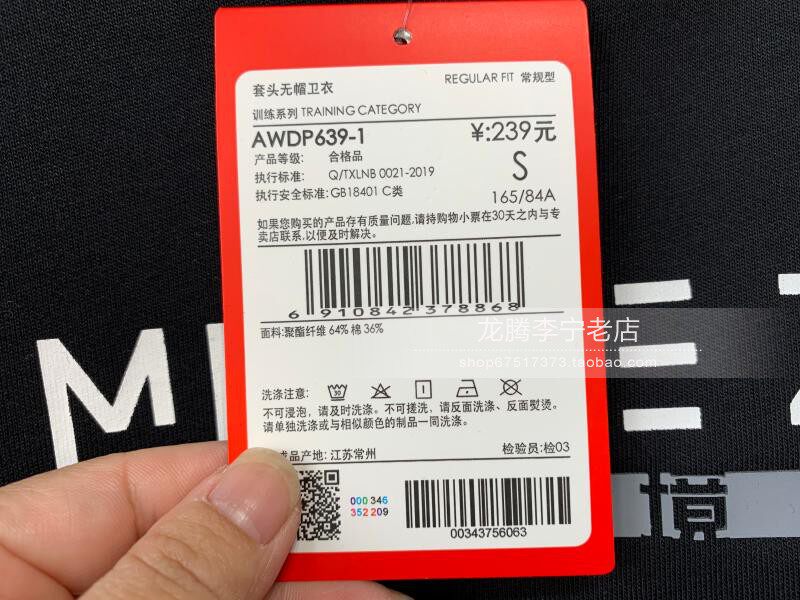 套头无帽卫衣
REGULAR FIT 常规型
训练系列 TRAINING CATEGORY
AWDP639-1
¥:239元
产品等级: 合格品
S
执行标准: Q/TXLNB 0021-2019
执行安全标准:GB18401 C类
165/84A
如果您购买的产品存有质量问题,请持购物小票在30天之内与专
卖店联系,以便及时解决。
6 910842 378868
面料:聚酯纤维 64% 棉 36%
龙腾李宁老店
shop67517373.taobao.com
洗涤注意:
30
不可浸泡,请及时洗涤。不可搓洗,请反面洗涤、反面熨烫。
请单独洗涤或与相似颜色的制品一同洗涤。
品产地: 江苏常州
检验员:检03
000 346
352 209
00343756063